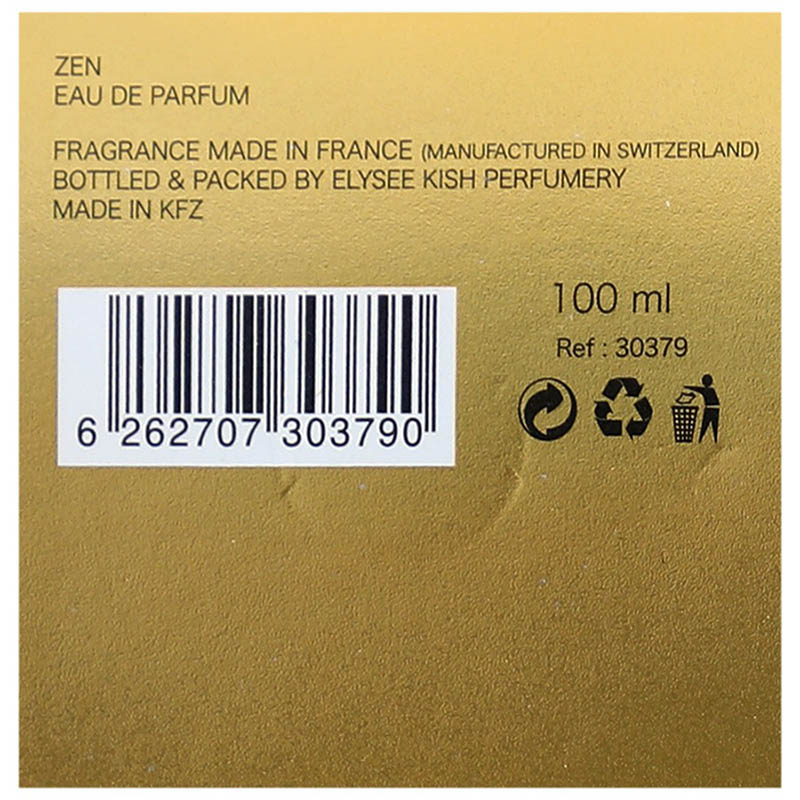 ZEN
EAU DE PARFUM
FRAGRANCE MADE IN FRANCE (MANUFACTURED IN SWITZERLAND)
BOTTLED & PACKED BY ELYSEE KISH PERFUMERY
MADE IN KFZ
6 262707 303790
100 ml
Ref : 30379